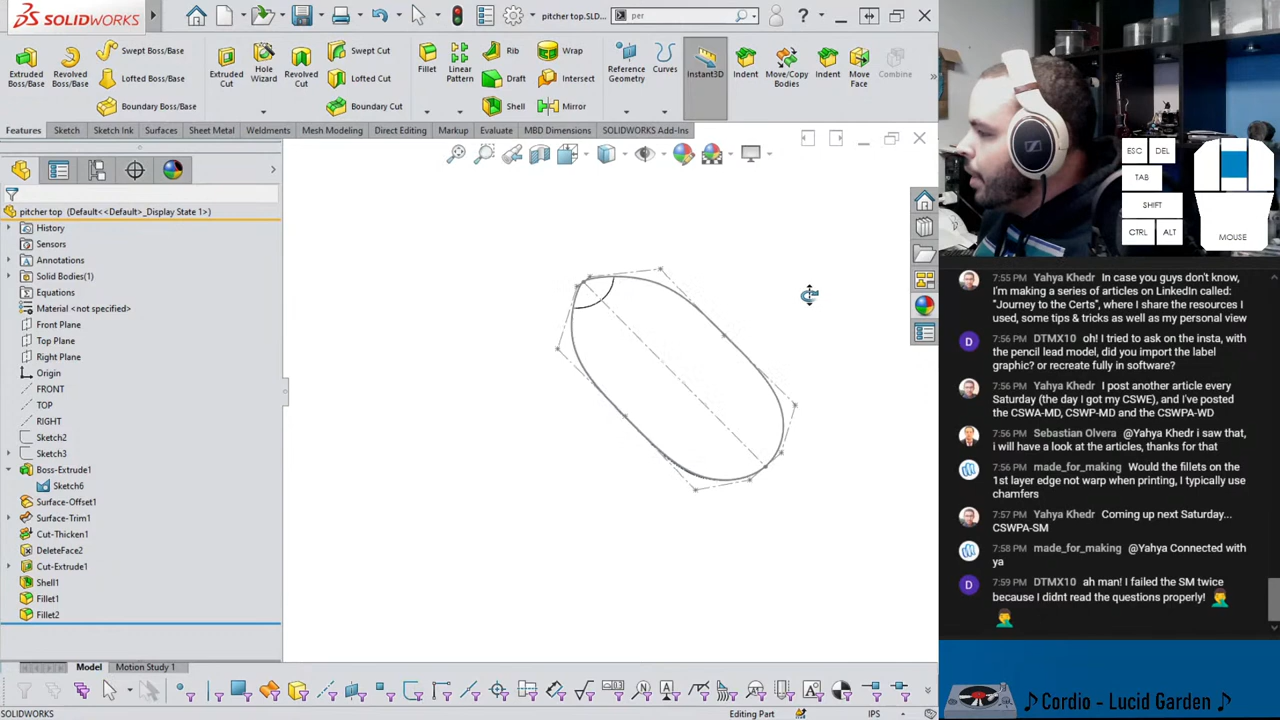 SOLIDWORKS
pitcher top.SLD...
per
Extruded Boss/Base
Revolved Boss/Base
Swept Boss/Base
Lofted Boss/Base
Boundary Boss/Base
Extruded Cut
Hole Wizard
Revolved Cut
Swept Cut
Lofted Cut
Boundary Cut
Fillet
Linear Pattern
Rib
Draft
Shell
Wrap
Intersect
Mirror
Reference Geometry
Curves
Instant3D
Indent
Move/Copy Bodies
Indent
Move Face
Combine
Features
Sketch
Sketch Ink
Surfaces
Sheet Metal
Weldments
Mesh Modeling
Direct Editing
Markup
Evaluate
MBD Dimensions
SOLIDWORKS Add-Ins
pitcher top (Default<<Default>_Display State 1>)
History
Sensors
Annotations
Solid Bodies(1)
Equations
Material <not specified>
Front Plane
Top Plane
Right Plane
Origin
FRONT
TOP
RIGHT
Sketch2
Sketch3
Boss-Extrude1
Sketch6
Surface-Offset1
Surface-Trim1
Cut-Thicken1
DeleteFace2
Cut-Extrude1
Shell1
Fillet1
Fillet2
Model
Motion Study 1
SOLIDWORKS
Editing Part
IPS
ESC
DEL
TAB
SHIFT
CTRL
ALT
MOUSE
7:55 PM Yahya Khedr In case you guys don't know,
I'm making a series of articles on LinkedIn called:
"Journey to the Certs", where I share the resources I
used, some tips & tricks as well as my personal view
D
7:56 PM DTMX10 oh! I tried to ask on the insta, with
the pencil lead model, did you import the label
graphic? or recreate fully in software?
7:56 PM Yahya Khedr I post another article every
Saturday (the day I got my CSWE), and I've posted
the CSWA-MD, CSWP-MD and the CSWPA-WD
7:56 PM Sebastian Olvera @Yahya Khedr i saw that,
i will have a look at the articles, thanks for that
7:56 PM made_for_making Would the fillets on the
1st layer edge not warp when printing, I typically use
chamfers
7:57 PM Yahya Khedr Coming up next Saturday...
CSWPA-SM
7:58 PM made_for_making @Yahya Connected with
ya
D
7:59 PM DTMX10 ah man! I failed the SM twice
because I didnt read the questions properly!
♪ Cordio - Lucid Garden ♪